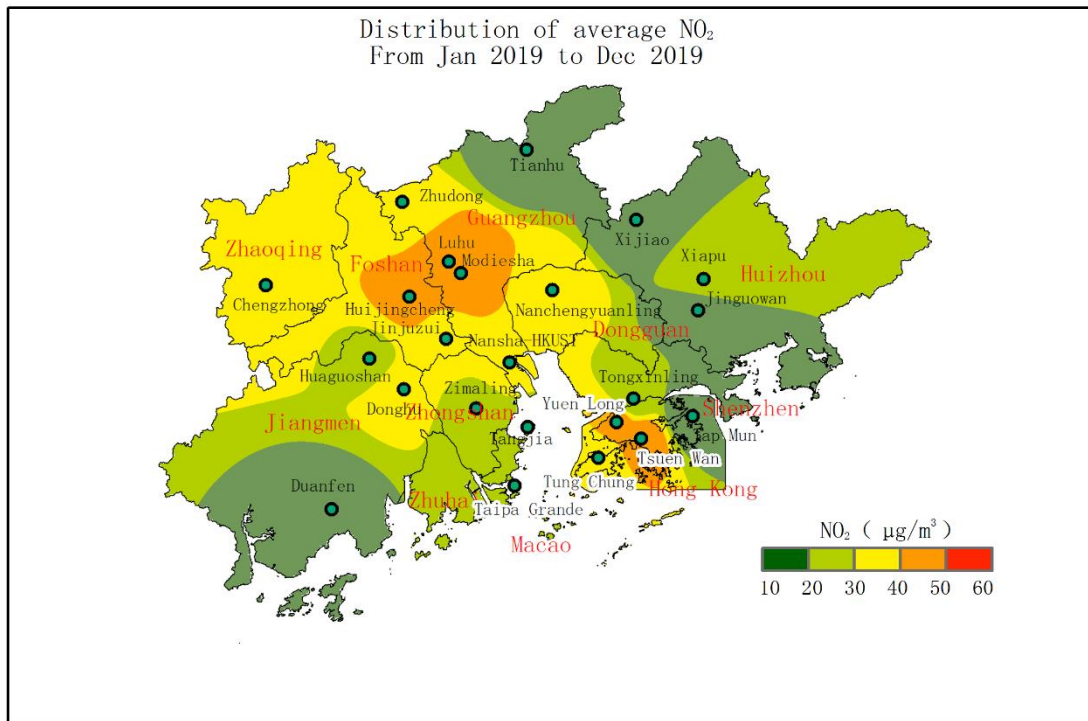 Distribution of average NO₂
From Jan 2019 to Dec 2019
Tianhu
Zhudong
Guangzhou
Xijiao
Zhaoqing
Luhu
Foshan
Modiesha
Xiapu
Huizhou
Chengzhong
Huijingcheng
Nanchengyuanling
Jinguowan
Jinjuzui
Nansha-HKUST
Dongguan
Huaguoshan
Donghu
Zimaling
Tongxinling
Jiangmen
Zhongshan
Yuen Long
Shenzhen
Tangjia
Tap Mun
Tsuen Wan
Duanfen
Tung Chung
Zhuha
Taipa Grande
Hong Kong
Macao
NO₂ ( μg/m³)
10 20 30 40 50 60